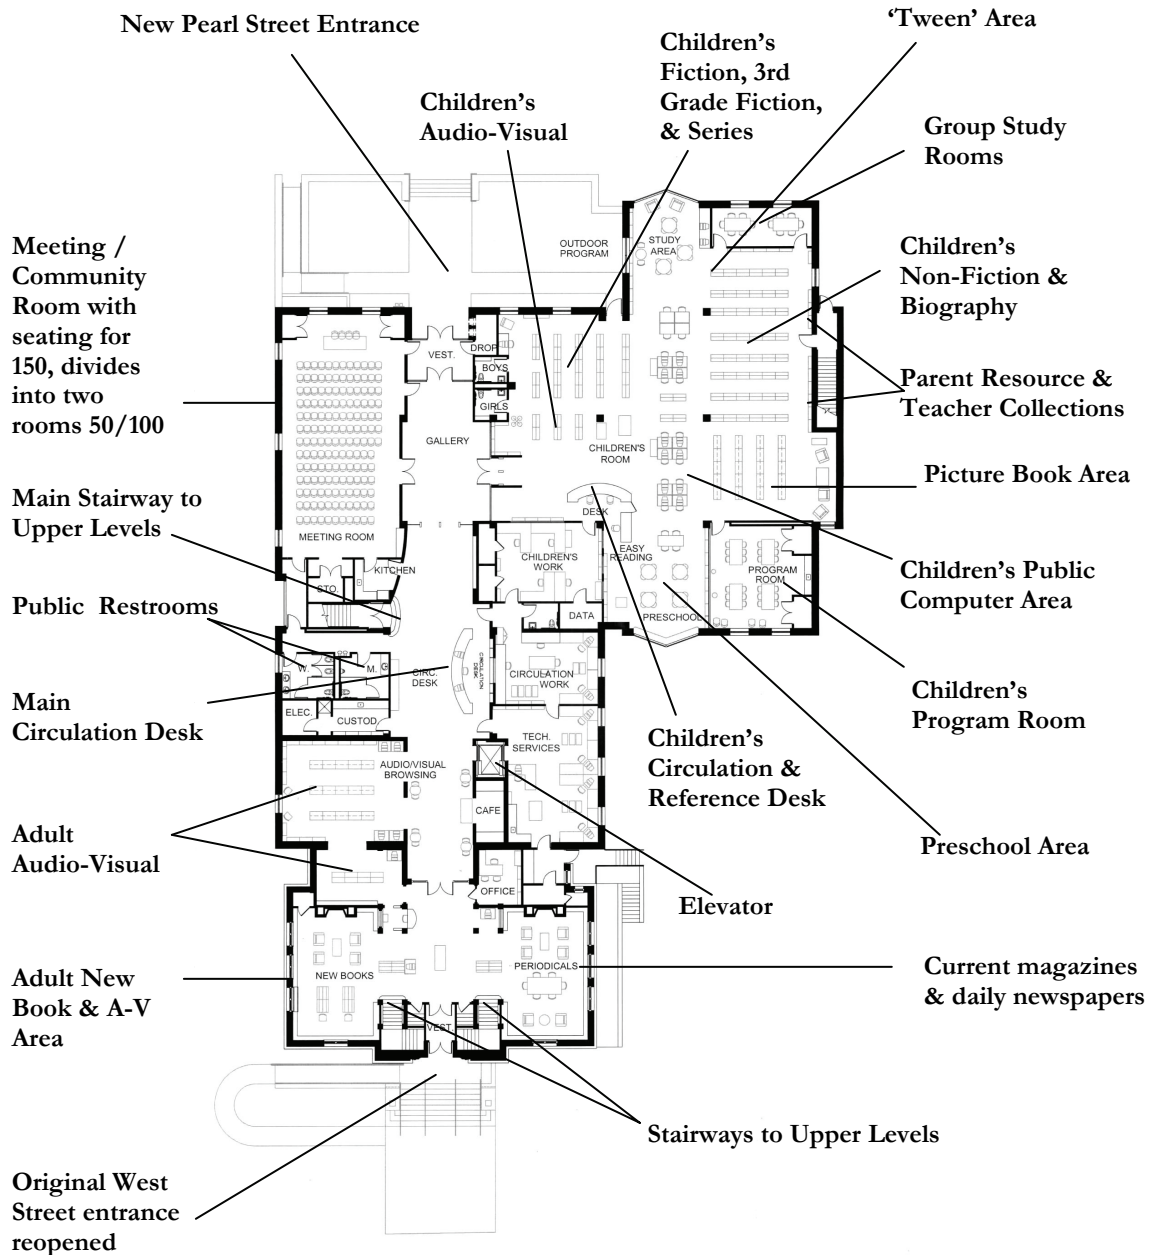 New Pearl Street Entrance
'Tween' Area
Children's
Fiction, 3rd
Grade Fiction,
& Series
Children's
Audio-Visual
Group Study
Rooms
Meeting /
Community
Room with
seating for
150, divides
into two
rooms 50/100
Children's
Non-Fiction &
Biography
Parent Resource &
Teacher Collections
Picture Book Area
Main Stairway to
Upper Levels
Public Restrooms
Children's Public
Computer Area
Main
Circulation Desk
Children's
Program Room
Children's
Circulation &
Reference Desk
Adult
Audio-Visual
Preschool Area
Elevator
Adult New
Book & A-V
Area
Current magazines
& daily newspapers
Stairways to Upper Levels
Original West
Street entrance
reopened
OUTDOOR
PROGRAM
STUDY
AREA
VEST.
DROP
BOYS
GIRLS
GALLERY
CHILDREN'S
ROOM
DESK
MEETING ROOM
KITCHEN
STO.
CHILDREN'S
WORK
EASY
READING
PROGRAM
ROOM
DATA
PRESCHOOL
W.
M.
CIRC.
DESK
CIRCULATION
DESK
CIRCULATION
WORK
ELEC.
CUSTOD.
TECH.
SERVICES
AUDIO/VISUAL
BROWSING
CAFE
OFFICE
NEW BOOKS
PERIODICALS
VEST.